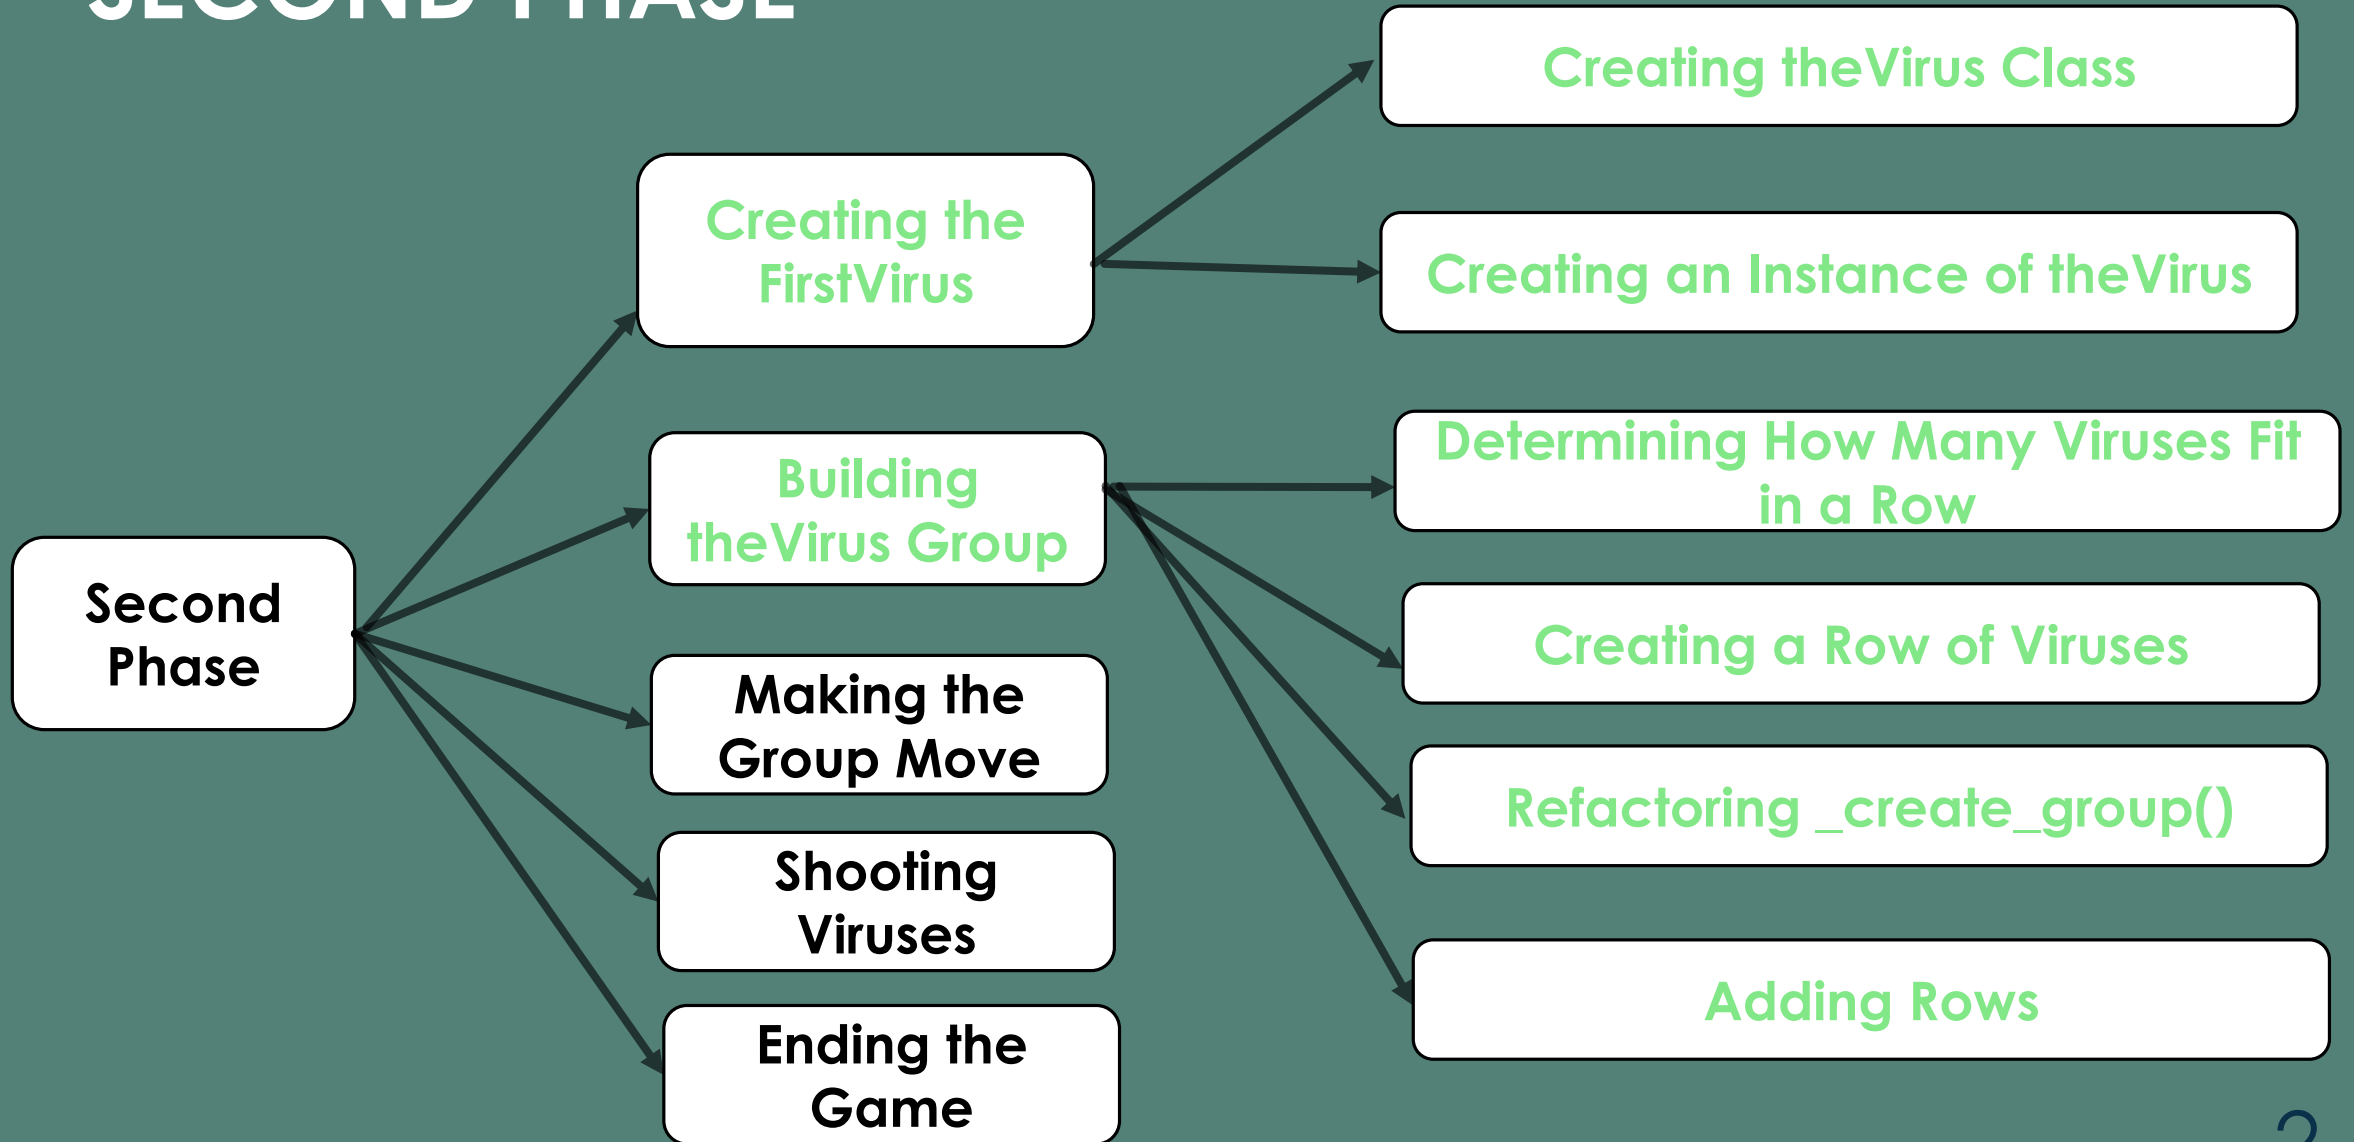 SECOND PHASE
Creating theVirus Class
Creating the
FirstVirus
Creating an Instance of theVirus
Determining How Many Viruses Fit
in a Row
Building
theVirus Group
Second
Phase
Creating a Row of Viruses
Making the
Group Move
Refactoring _create_group()
Shooting
Viruses
Adding Rows
Ending the
Game